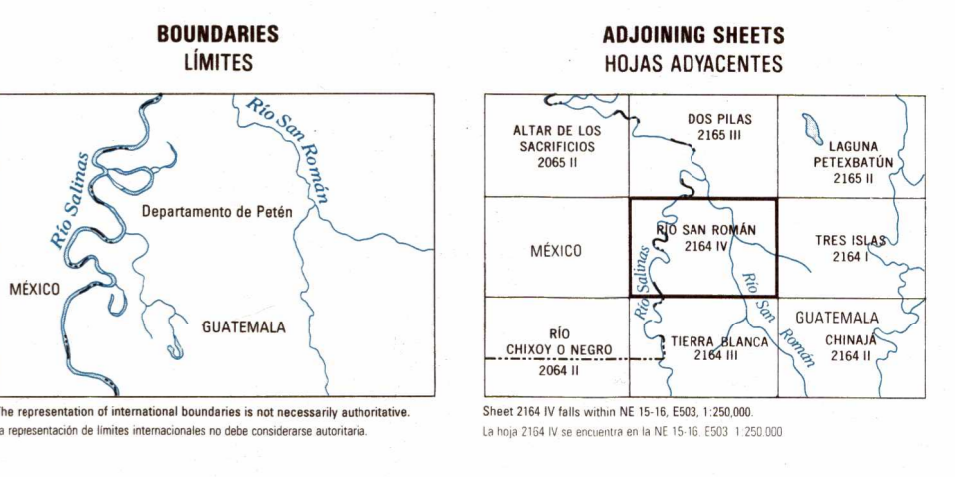 BOUNDARIES
LÍMITES
Río Salinas
Río San Román
Departamento de Petén
MÉXICO
GUATEMALA
he representation of international boundaries is not necessarily authoritative.
a representación de límites internacionales no debe considerarse autoritaria.
ADJOINING SHEETS
HOJAS ADYACENTES
ALTAR DE LOS
SACRIFICIOS
2065 II
DOS PILAS
2165 III
LAGUNA
PETEXBATÚN
2165 II
MÉXICO
RÍO SAN ROMÁN
2164 IV
TRES ISLAS
2164 I
Río Salinas
Río San Román
RÍO
CHIXOY O NEGRO
2064 II
TIERRA BLANCA
2164 III
GUATEMALA
CHINAJÁ
2164 II
Sheet 2164 IV falls within NE 15-16, E503, 1:250,000.
La hoja 2164 IV se encuentra en la NE 15-16. E503 1:250.000